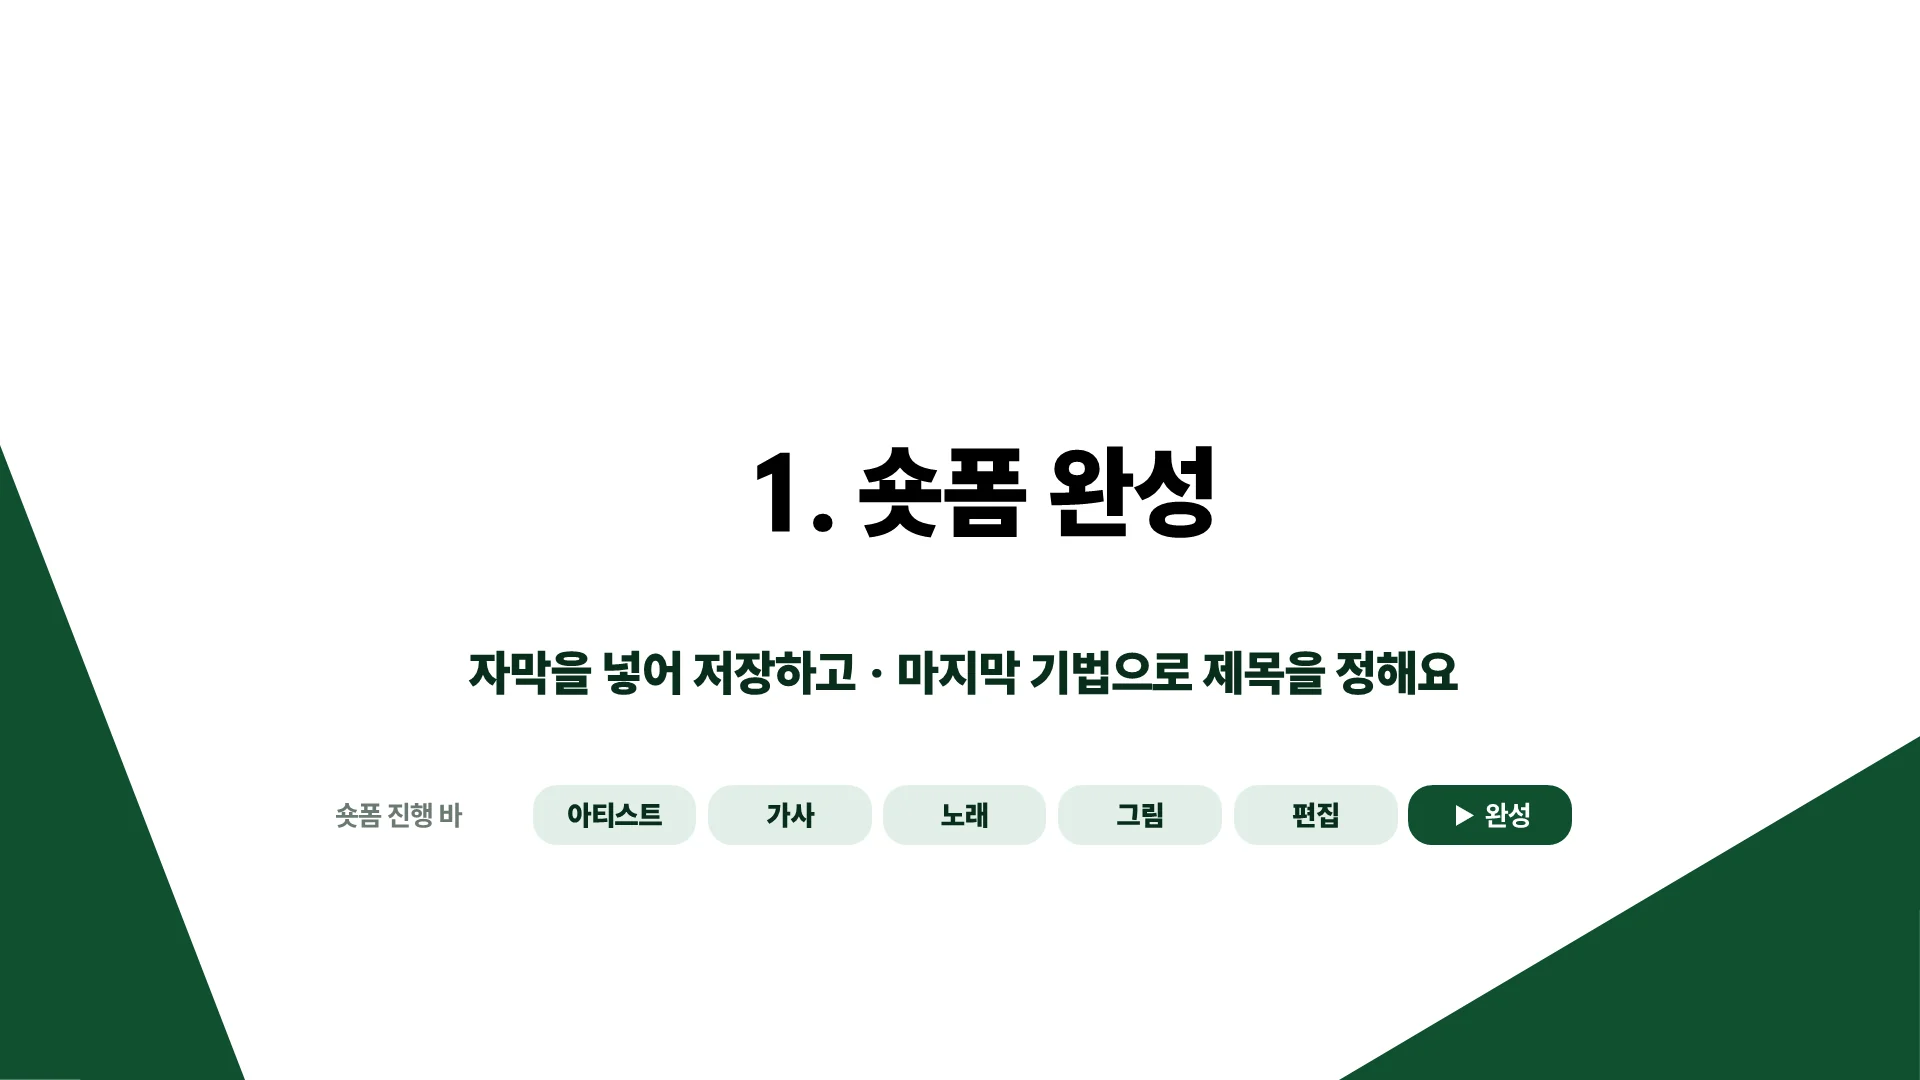 1. 숏폼 완성
자막을 넣어 저장하고 · 마지막 기법으로 제목을 정해요
숏폼 진행 바 아티스트 가사 노래 그림 편집 ▶ 완성